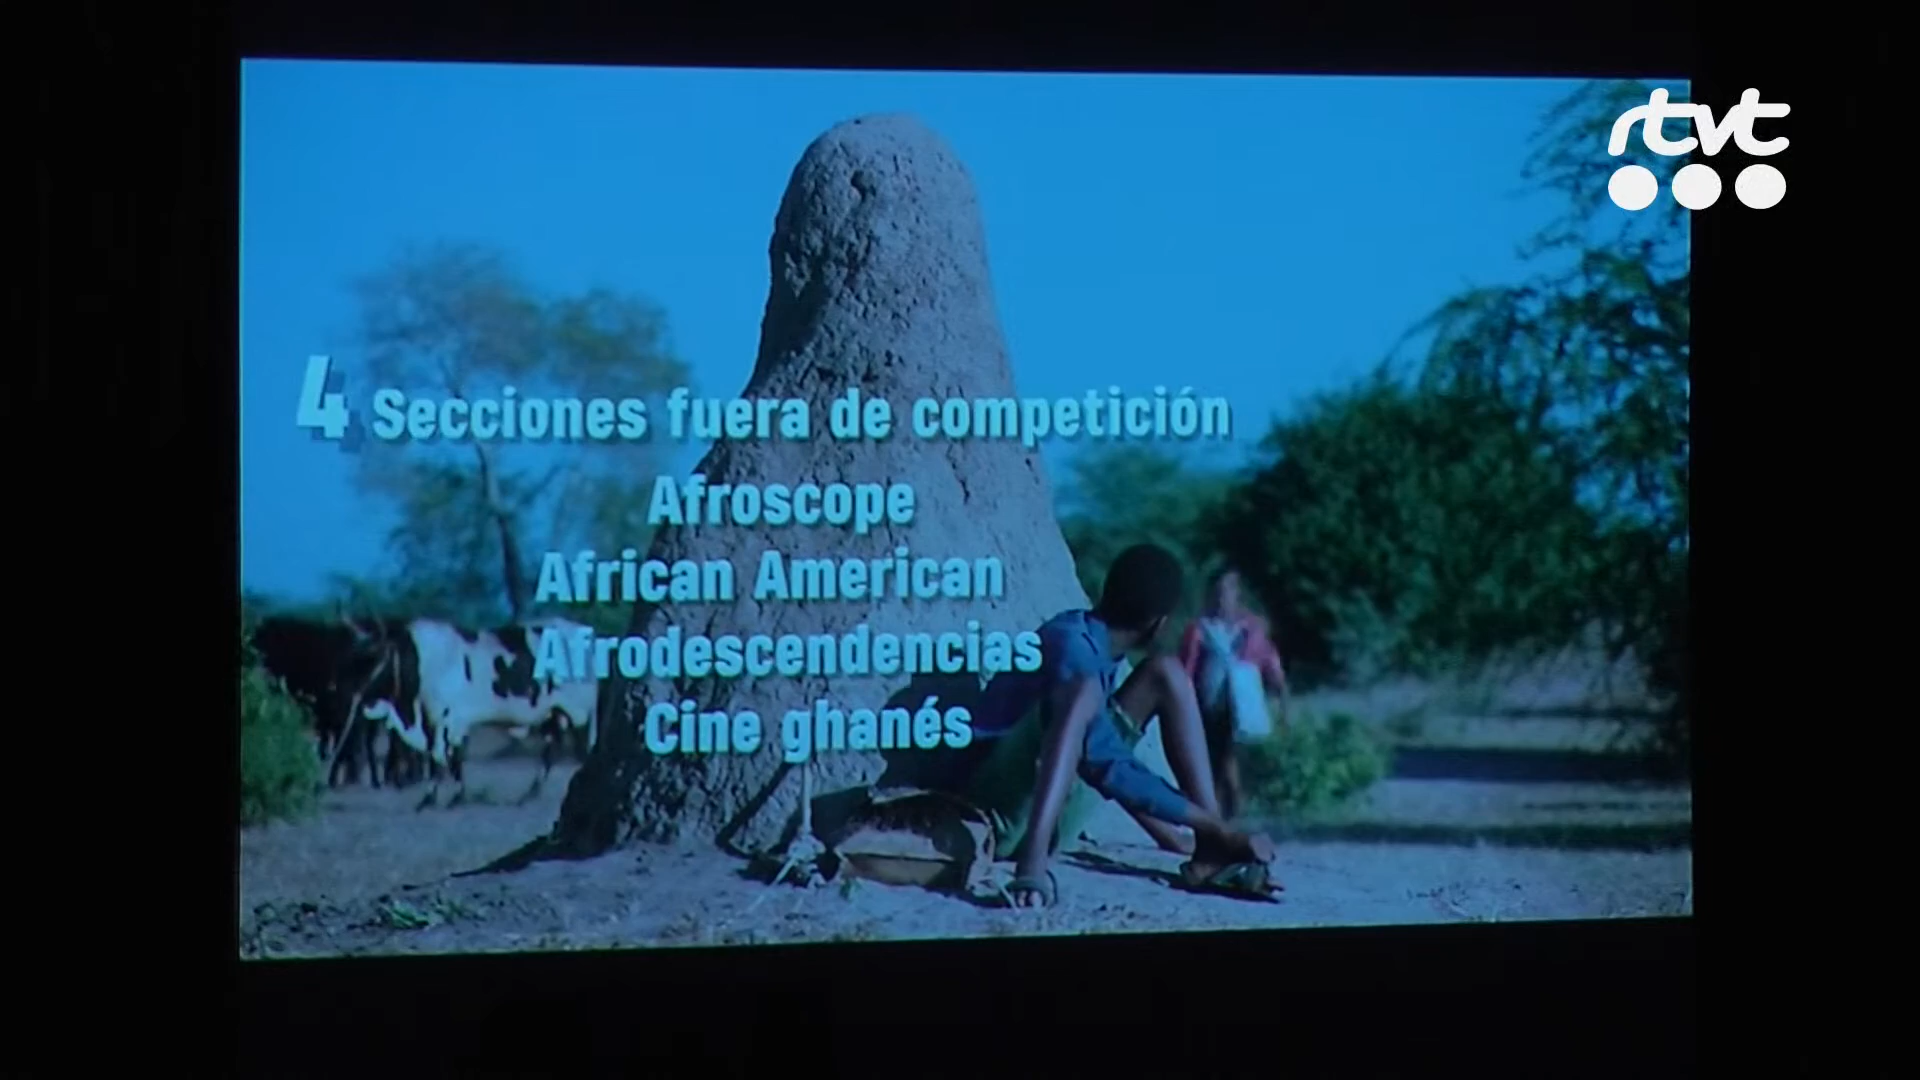 rtvt
4 Secciones fuera de competición
Afroscope
African American
Afrodescendencias
Cine ghanés